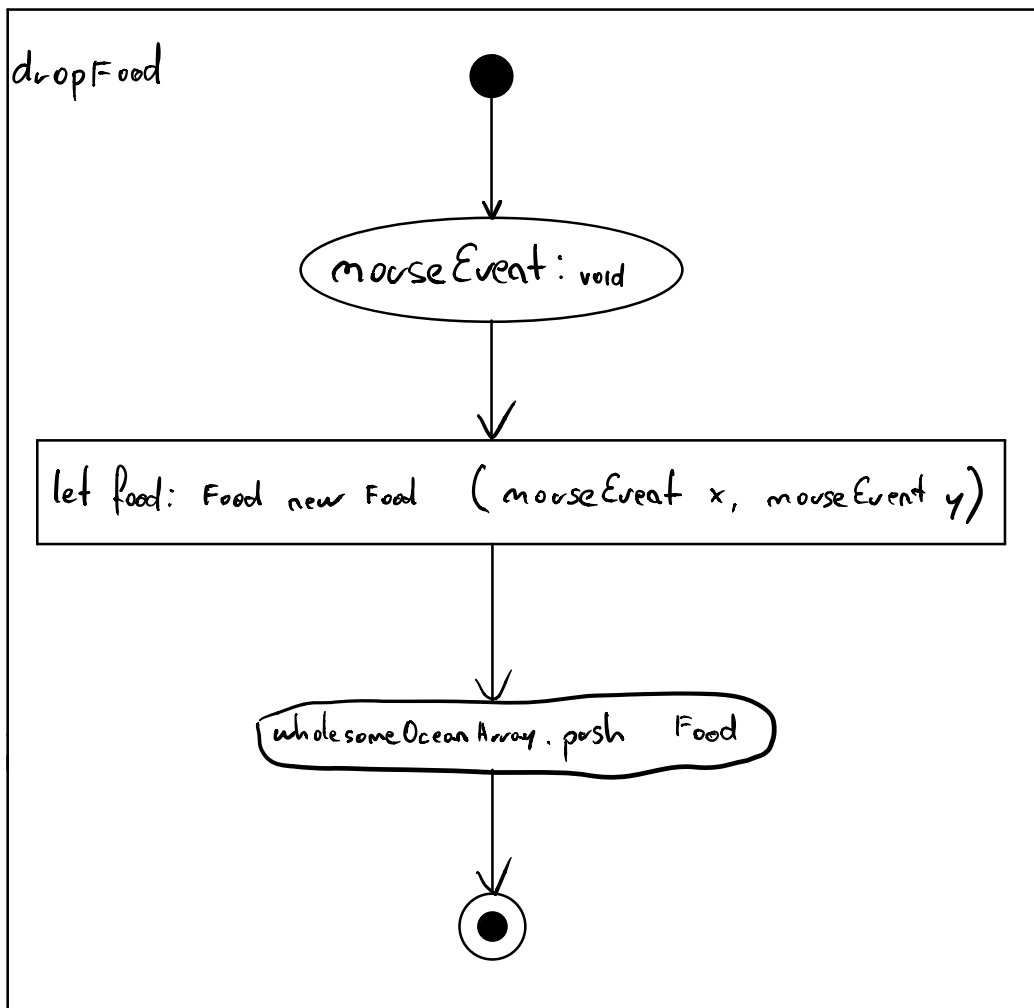 dropFood
mouseEvent: void
let food: Food new Food (mouseEvent x, mouseEvent y)
wholesomeOceanArray.push Food